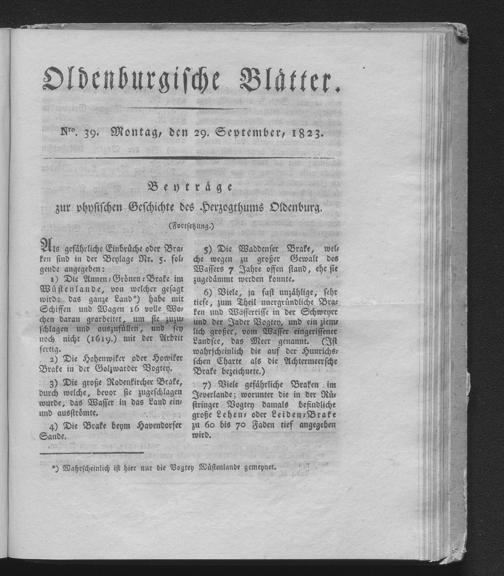 Oldenburgische Blätter.
Nro. 39. Montag, den 29. September, 1823.
Beyträge
zur physischen Geschichte des Herzogthums Oldenburg.
(Fortsetzung.)
Als gefährliche Einbrüche oder Bra-
ken sind in der Beylage Nr. 5. fol-
gende angegeben:
1) Die Annen-Gröven-Brake im
Wüstenlande, von welcher gesagt
wird: das ganze Land*) habe mit
Schiffen und Wagen 16 volle Wo-
chen daran gearbeitet, um sie zuzu-
schlagen und auszufüllen, und sey
noch nicht (1619.) mit der Arbeit
fertig.
2) Die Hohenwiker oder Howiker
Brake in der Golzwarder Vogtey.
3) Die große Rodenkircher Brake,
durch welche, bevor sie zugeschlagen
wurde, das Wasser in das Land ein-
und ausströmte.
4) Die Brake beym Havendorfer
Sande.
5) Die Waddenser Brake, wel-
che wegen zu großer Gewalt des
Wassers 7 Jahre offen stand, ehe sie
zugedämmt werden konnte.
6) Viele, ja fast unzählige, sehr
tiefe, zum Theil unergründliche Bra-
ken und Wasserrisse in der Schweyer
und der Jader Vogtey, und ein ziem-
lich großer, vom Wasser eingerissener
Landsee, das Meer genannt. (Ist
wahrscheinlich die auf der Hunrichs-
schen Charte als die Achtermeersche
Brake bezeichnete.)
7) Viele gefährliche Braken im
Jeverlande; worunter die in der Rü-
stringer Vogtey damals befindliche
große Lehene oder Leidens-Brake
zu 60 bis 70 Faden tief angegeben
wird.
*) Wahrscheinlich ist hier nur die Vogtey Wüstenlande gemeynet.